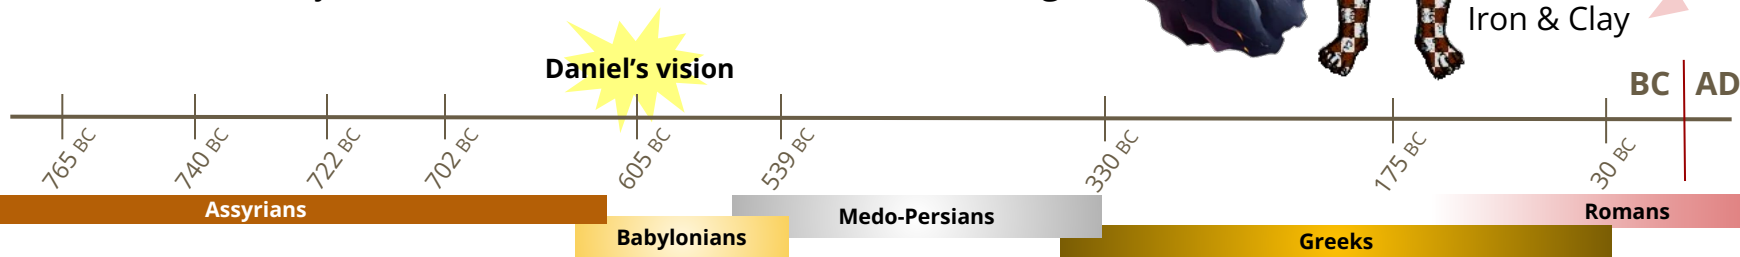 Iron & Clay
Daniel’s vision
BC AD
765 BC
740 BC
722 BC
702 BC
605 BC
539 BC
330 BC
175 BC
30 BC
Assyrians
Babylonians
Medo-Persians
Greeks
Romans